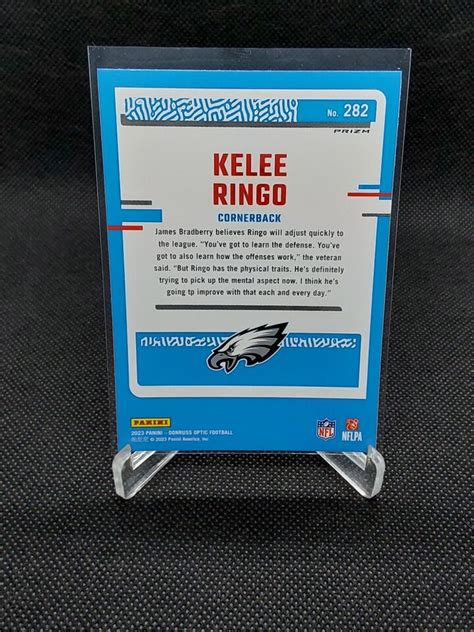 No. 282
PRIZM
KELEE
RINGO
CORNERBACK
James Bradberry believes Ringo will adjust quickly to
the league. "You've got to learn the defense. You've
got to also learn how the offenses work," the veteran
said. "But Ringo has the physical traits. He's definitely
trying to pick up the mental aspect now. I think he's
going tp improve with that each and every day."
PANINI
2023 PANINI - DONRUSS OPTIC FOOTBALL
© 2023 Panini America, Inc.
NFL
NFLPA